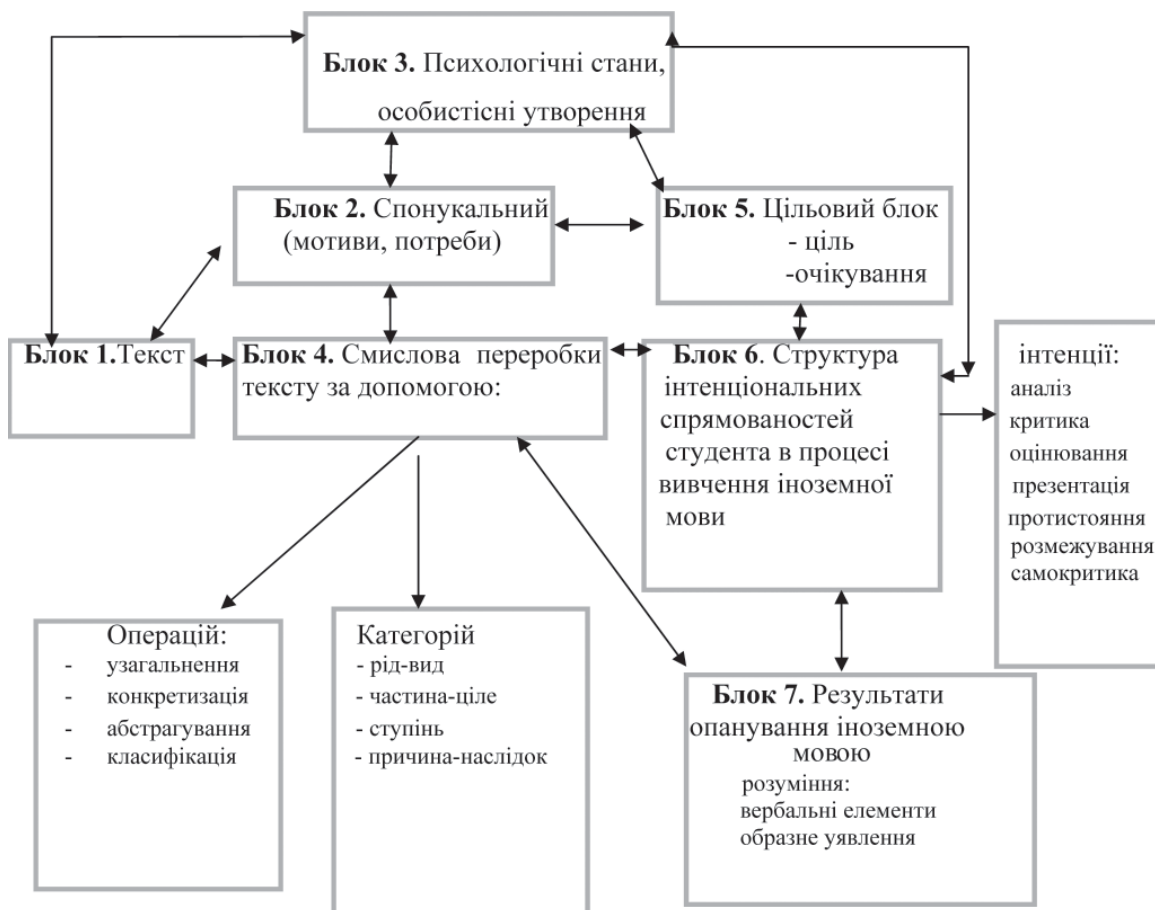 Блок 3. Психологічні стани,
особистісні утворення
Блок 2. Спонукальний
(мотиви, потреби)
Блок 5. Цільовий блок
- ціль
-очікування
Блок 1.Текст
Блок 4. Смислова переробки
тексту за допомогою:
Блок 6. Структура
інтенціональних
спрямованостей
студента в процесі
вивчення іноземної
мови
інтенції:
аналіз
критика
оцінювання
презентація
протистояння
розмежування
самокритика
Операцій:
- узагальнення
- конкретизація
- абстрагування
- класифікація
Категорій
- рід-вид
- частина-ціле
- ступінь
- причина-наслідок
Блок 7. Результати
опанування іноземною
мовою
розуміння:
вербальні елементи
образне уявлення